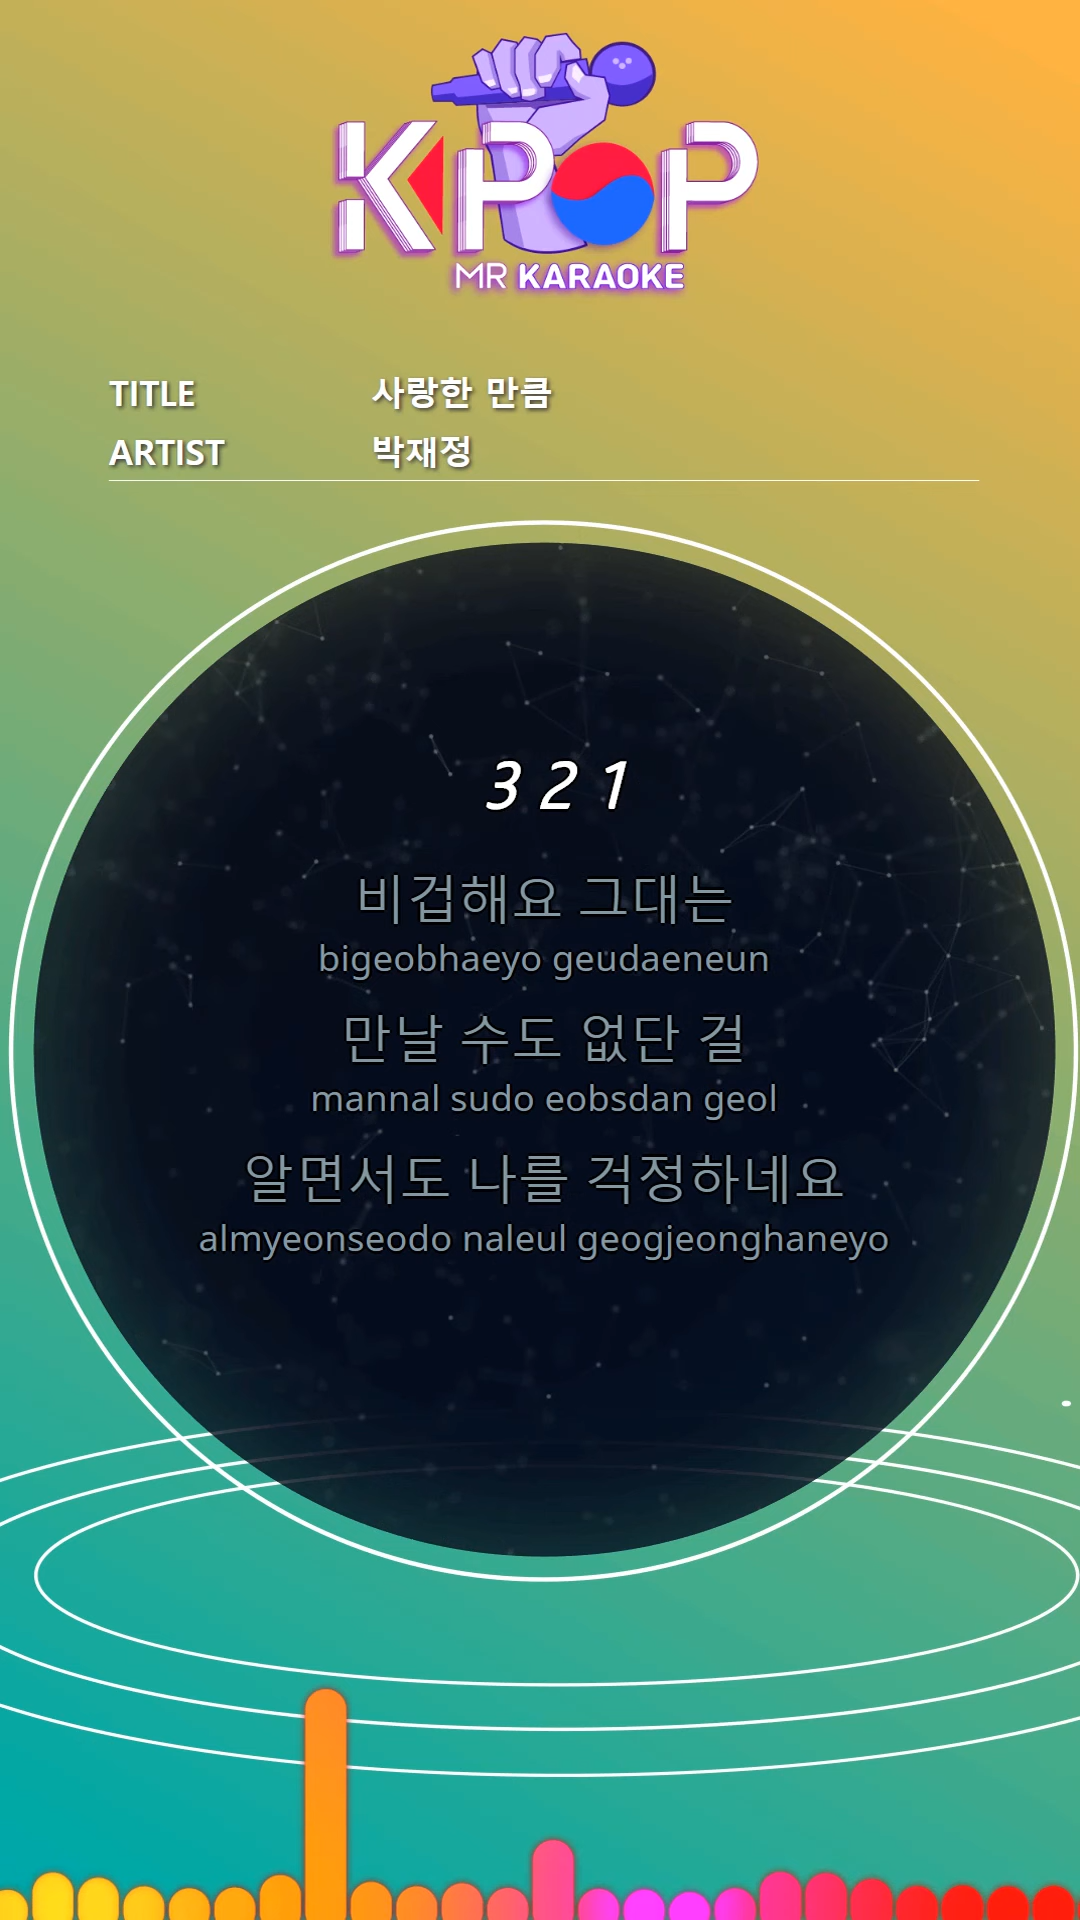 KPOP
MR KARAOKE
TITLE 사랑한 만큼
ARTIST 박재정
3 2 1
비겁해요 그대는
bigeobhaeyo geudaeneun
만날 수도 없단 걸
mannal sudo eobsdan geol
알면서도 나를 걱정하네요
almyeonseodo naleul geogjeonghaneyo